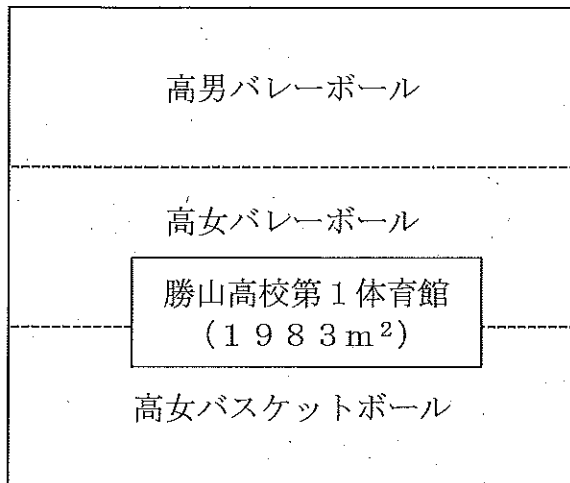 高男バレーボール
高女バレーボール
勝山高校第１体育館
（１９８３ｍ²）
高女バスケットボール